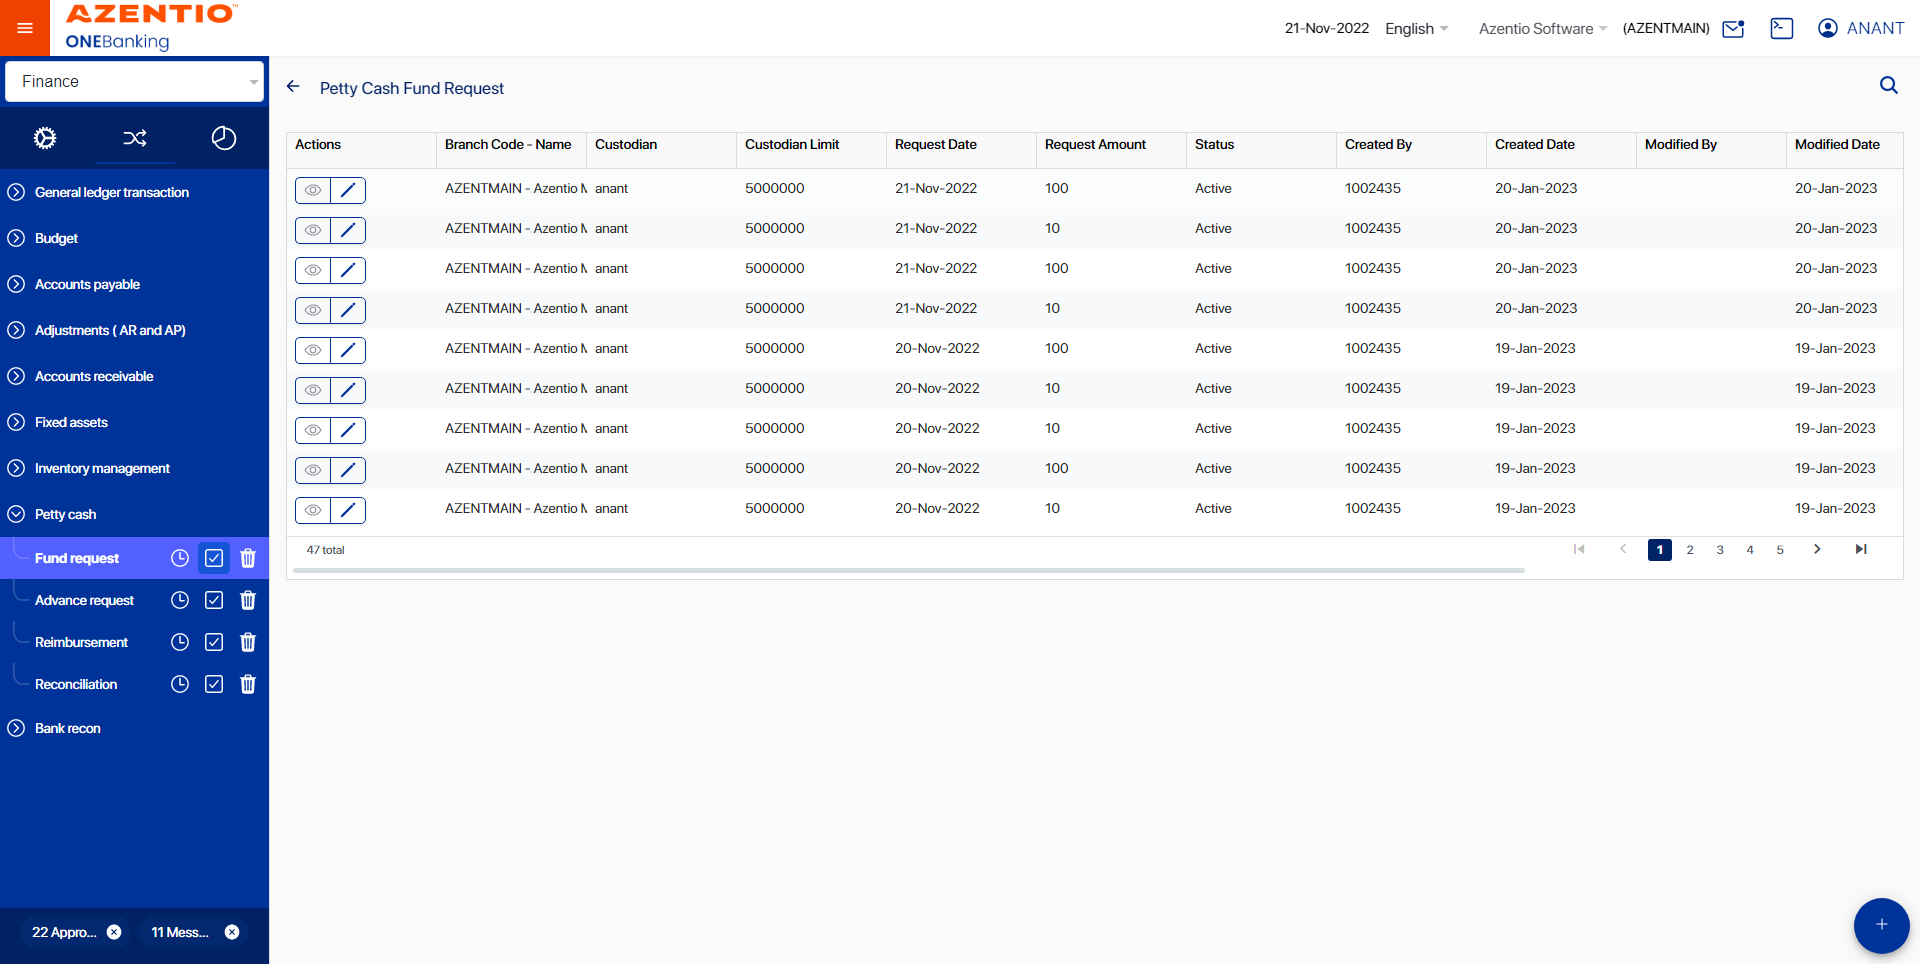 AZENTIO™
ONEBanking
21-Nov-2022 English Azentio Software (AZENTMAIN) ANANT
Finance
Petty Cash Fund Request
General ledger transaction
Budget
Accounts payable
Adjustments ( AR and AP)
Accounts receivable
Fixed assets
Inventory management
Petty cash
Fund request
Advance request
Reimbursement
Reconciliation
Bank recon
22 Appro... 11 Mess...
Actions Branch Code - Name Custodian Custodian Limit Request Date Request Amount Status Created By Created Date Modified By Modified Date
AZENTMAIN - Azentio M anant 5000000 21-Nov-2022 100 Active 1002435 20-Jan-2023 20-Jan-2023
AZENTMAIN - Azentio M anant 5000000 21-Nov-2022 10 Active 1002435 20-Jan-2023 20-Jan-2023
AZENTMAIN - Azentio M anant 5000000 21-Nov-2022 100 Active 1002435 20-Jan-2023 20-Jan-2023
AZENTMAIN - Azentio M anant 5000000 21-Nov-2022 10 Active 1002435 20-Jan-2023 20-Jan-2023
AZENTMAIN - Azentio M anant 5000000 20-Nov-2022 100 Active 1002435 19-Jan-2023 19-Jan-2023
AZENTMAIN - Azentio M anant 5000000 20-Nov-2022 10 Active 1002435 19-Jan-2023 19-Jan-2023
AZENTMAIN - Azentio M anant 5000000 20-Nov-2022 10 Active 1002435 19-Jan-2023 19-Jan-2023
AZENTMAIN - Azentio M anant 5000000 20-Nov-2022 100 Active 1002435 19-Jan-2023 19-Jan-2023
AZENTMAIN - Azentio M anant 5000000 20-Nov-2022 10 Active 1002435 19-Jan-2023 19-Jan-2023
47 total 1 2 3 4 5